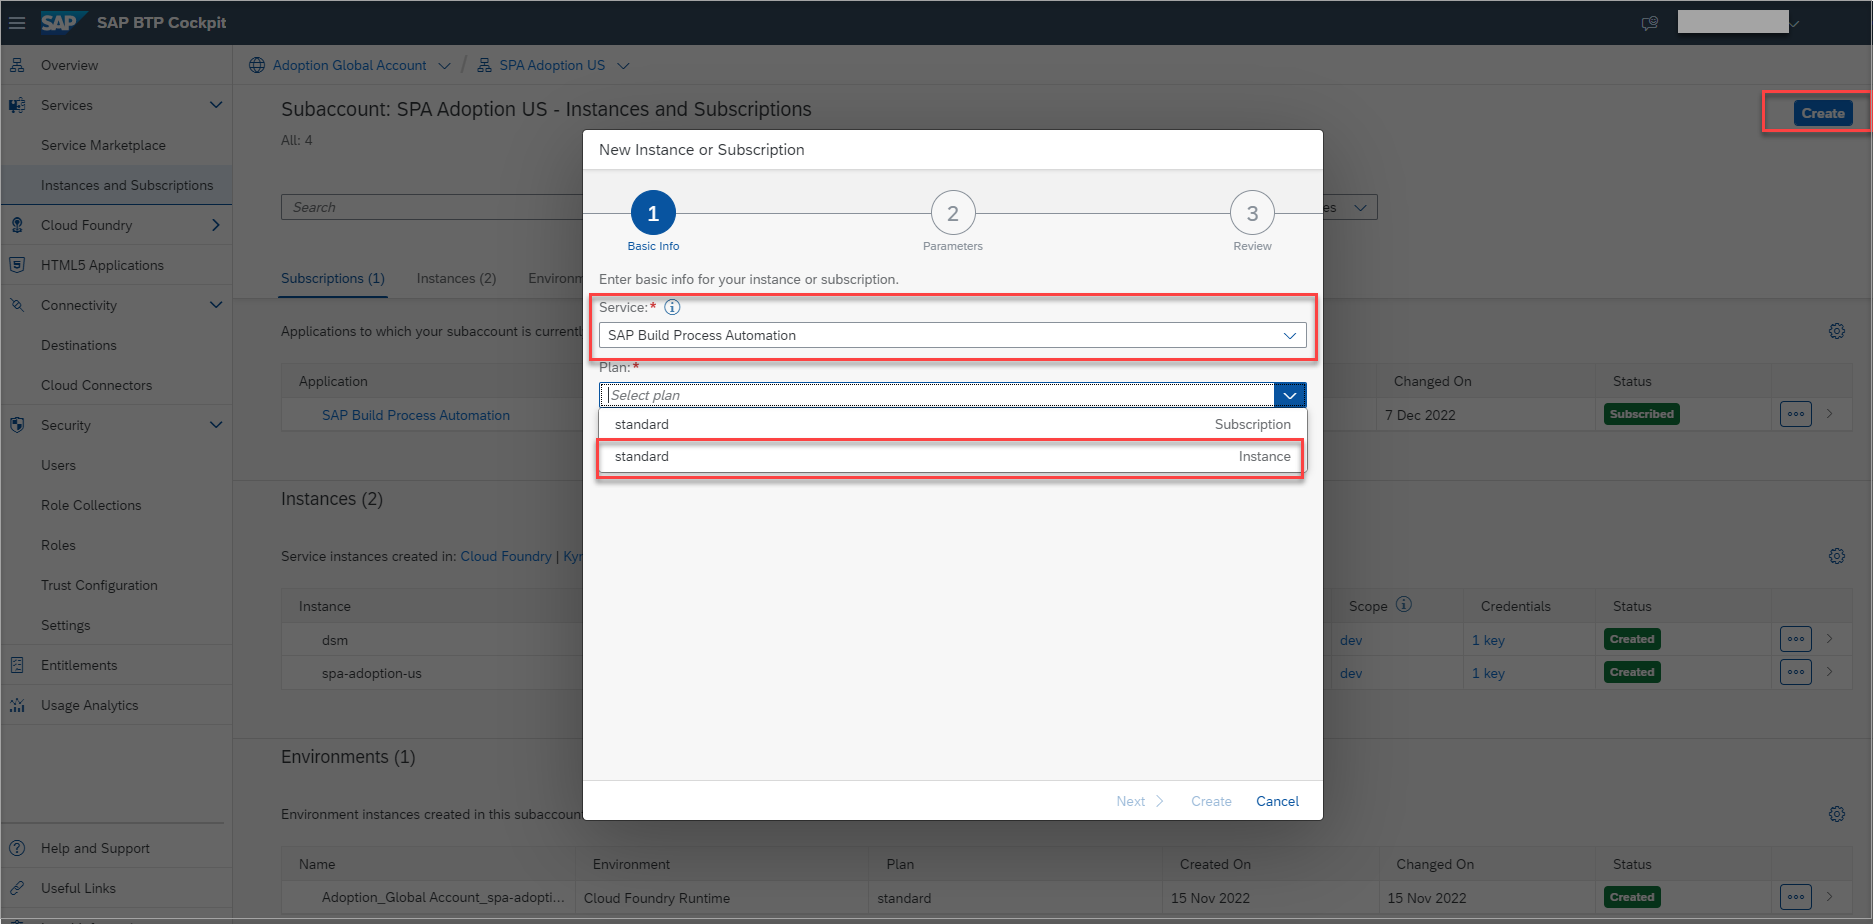 SAP SAP BTP Cockpit
Overview
Services
Service Marketplace
Instances and Subscriptions
Cloud Foundry
HTML5 Applications
Connectivity
Destinations
Cloud Connectors
Security
Users
Role Collections
Roles
Trust Configuration
Settings
Entitlements
Usage Analytics
Help and Support
Useful Links
Adoption Global Account / SPA Adoption US
Subaccount: SPA Adoption US - Instances and Subscriptions
Create
All: 4
Search
es
Subscriptions (1) Instances (2) Environm
Applications to which your subaccount is currentl
Application Changed On Status
SAP Build Process Automation 7 Dec 2022 Subscribed
Instances (2)
Service instances created in: Cloud Foundry | Kyr
Instance Scope Credentials Status
dsm dev 1 key Created
spa-adoption-us dev 1 key Created
Environments (1)
Environment instances created in this subaccoun
Name Environment Plan Created On Changed On Status
Adoption_Global Account_spa-adopti... Cloud Foundry Runtime standard 15 Nov 2022 15 Nov 2022 Created
New Instance or Subscription
1 2 3
Basic Info Parameters Review
Enter basic info for your instance or subscription.
Service:*
SAP Build Process Automation
Plan:*
Select plan
standard Subscription
standard Instance
Next Create Cancel